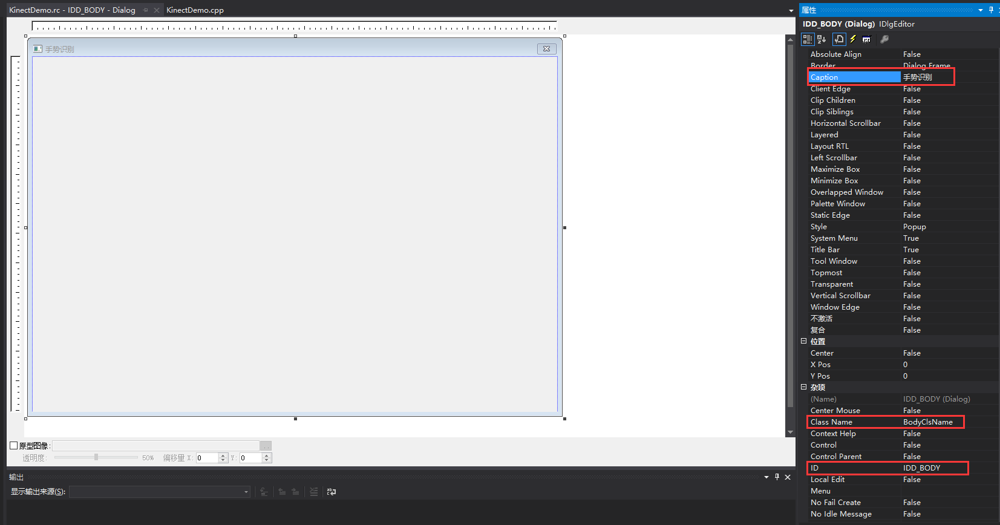 KinectDemo.rc - IDD_BODY - Dialog
KinectDemo.cpp
手势识别
原型图像:
..
透明度:
50%
偏移量 X:
0
Y:
0
输出
显示输出来源(S):
属性
IDD_BODY (Dialog) IDlgEditor
Absolute Align False
Border Dialog Frame
Caption 手势识别
Client Edge False
Clip Children False
Clip Siblings False
Horizontal Scrollbar False
Layered False
Layout RTL False
Left Scrollbar False
Maximize Box False
Minimize Box False
Overlapped Window False
Palette Window False
Static Edge False
Style Popup
System Menu True
Title Bar True
Tool Window False
Topmost False
Transparent False
Vertical Scrollbar False
Window Edge False
不激活 False
复合 False
位置
Center False
X Pos 0
Y Pos 0
杂项
(Name) IDD_BODY (Dialog)
Center Mouse False
Class Name BodyClsName
Context Help False
Control False
Control Parent False
ID IDD_BODY
Local Edit False
Menu
No Fail Create False
No Idle Message False